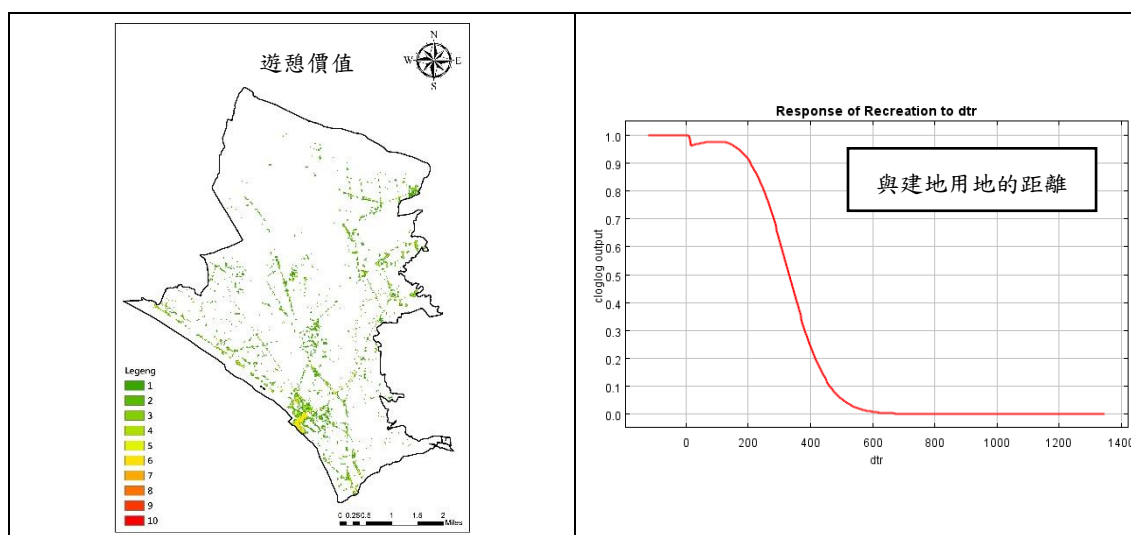 遊憩價值
N
W
E
S
Legeng
1
2
3
4
5
6
7
8
9
10
0 0.25 0.5 1 1.5 2
Miles
Response of Recreation to dtr
與建地用地的距離
cloglog output
1.0
0.9
0.8
0.7
0.6
0.5
0.4
0.3
0.2
0.1
0.0
0 200 400 600 800 1000 1200 1400
dtr